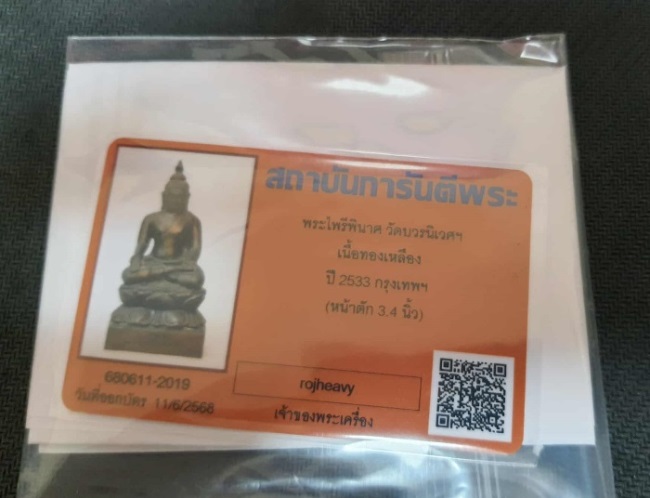 สถาบันการันตีพระ
พระไพรีพินาศ วัดบวรนิเวศฯ
เนื้อทองเหลือง
ปี 2533 กรุงเทพฯ
(หน้าตัก 3.4 นิ้ว)
680611-2019
rojheavy
วันที่ออกบัตร 11/6/2568
เจ้าของพระเครื่อง